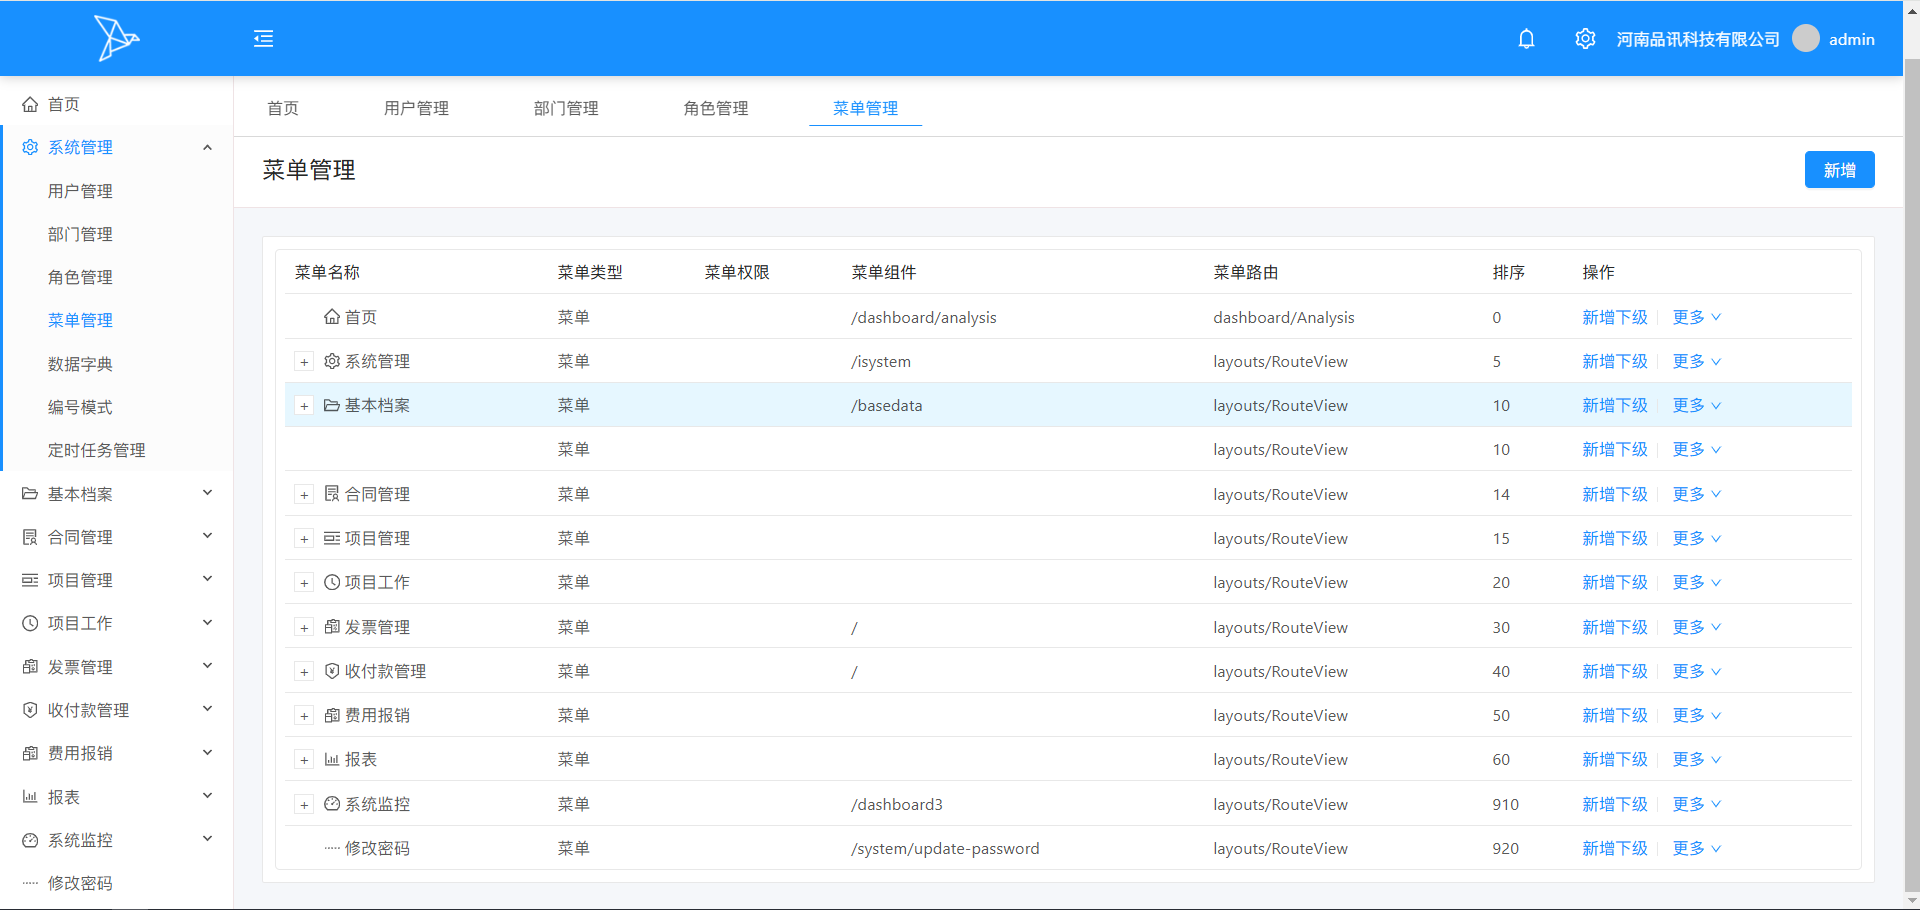 河南品讯科技有限公司 admin
首页
系统管理
用户管理
部门管理
角色管理
菜单管理
数据字典
编号模式
定时任务管理
基本档案
合同管理
项目管理
项目工作
发票管理
收付款管理
费用报销
报表
系统监控
修改密码
首页 用户管理 部门管理 角色管理 菜单管理
菜单管理 新增
菜单名称 菜单类型 菜单权限 菜单组件 菜单路由 排序 操作
首页 菜单 /dashboard/analysis dashboard/Analysis 0 新增下级 更多
+ 系统管理 菜单 /isystem layouts/RouteView 5 新增下级 更多
+ 基本档案 菜单 /basedata layouts/RouteView 10 新增下级 更多
菜单 layouts/RouteView 10 新增下级 更多
+ 合同管理 菜单 layouts/RouteView 14 新增下级 更多
+ 项目管理 菜单 layouts/RouteView 15 新增下级 更多
+ 项目工作 菜单 layouts/RouteView 20 新增下级 更多
+ 发票管理 菜单 / layouts/RouteView 30 新增下级 更多
+ 收付款管理 菜单 / layouts/RouteView 40 新增下级 更多
+ 费用报销 菜单 layouts/RouteView 50 新增下级 更多
+ 报表 菜单 layouts/RouteView 60 新增下级 更多
+ 系统监控 菜单 /dashboard3 layouts/RouteView 910 新增下级 更多
修改密码 菜单 /system/update-password layouts/RouteView 920 新增下级 更多